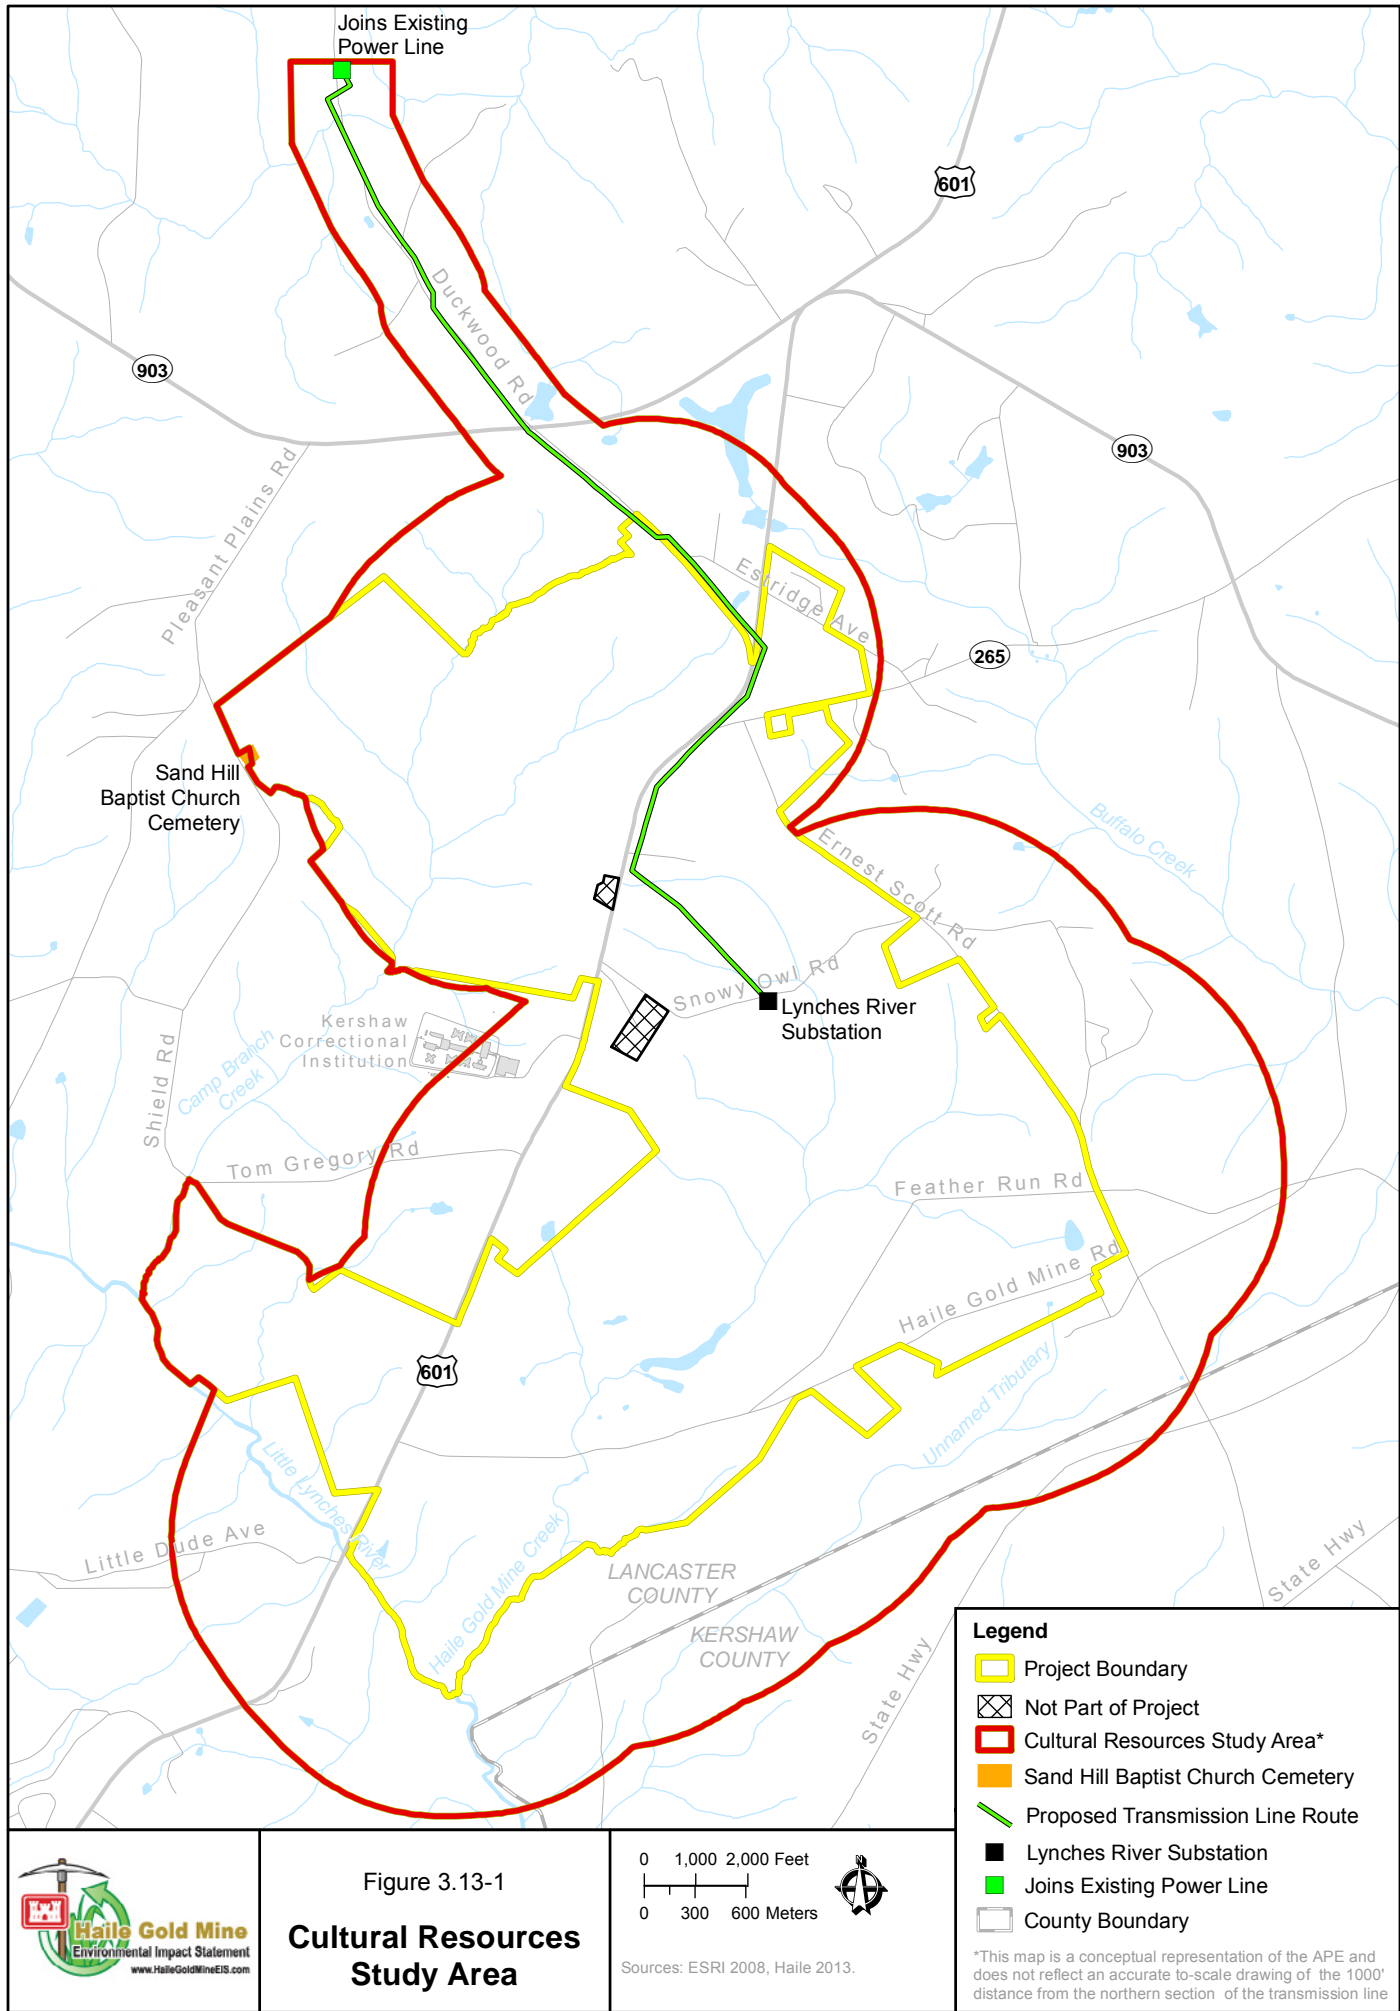 Joins Existing
Power Line
601
Duckwood Rd
903
903
Pleasant Plains Rd
Estridge Ave
265
Sand Hill
Baptist Church
Cemetery
Buffalo Creek
Ernest Scott Rd
Snowy Owl Rd
Lynches River
Substation
Kershaw
Correctional
Institution
Camp Branch
Creek
Shield Rd
Tom Gregory Rd
Feather Run Rd
Haile Gold Mine Rd
601
Unnamed Tributary
Little Lynches River
Little Dude Ave
Haile Gold Mine Creek
LANCASTER
COUNTY
KERSHAW
COUNTY
State Hwy
State Hwy
Legend
Project Boundary
Not Part of Project
Cultural Resources Study Area*
Sand Hill Baptist Church Cemetery
Proposed Transmission Line Route
Lynches River Substation
Joins Existing Power Line
County Boundary
*This map is a conceptual representation of the APE and
does not reflect an accurate to-scale drawing of the 1000'
distance from the northern section of the transmission line
Haile Gold Mine
Environmental Impact Statement
www.HaileGoldMineEIS.com
Figure 3.13-1
Cultural Resources
Study Area
0 1,000 2,000 Feet
0 300 600 Meters
N
Sources: ESRI 2008, Haile 2013.